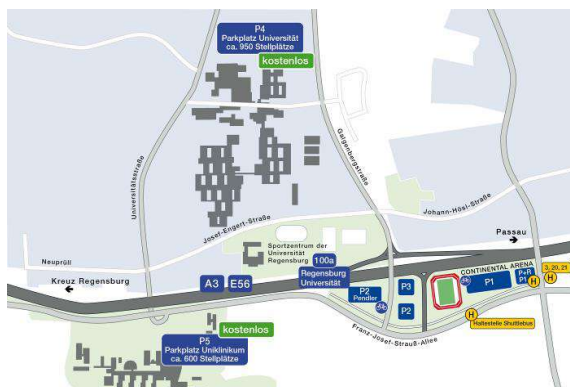 P4
Parkplatz Universität
ca. 950 Stellplätze
kostenlos
Universitätsstraße
Galgenbergstraße
Johann-Hösl-Straße
Josef-Engert-Straße
Passau
Neuprüll
Kreuz Regensburg
Sportzentrum der
Universität
Regensburg
100a
Regensburg
Universität
A3
E56
CONTINENTAL ARENA
3, 20, 21
H
H
P+R
P1
P1
P2
Pendler
P3
P2
H
Haltestelle Shuttlebus
Franz-Josef-Strauß-Allee
kostenlos
P5
Parkplatz Uniklinikum
ca. 600 Stellplätze